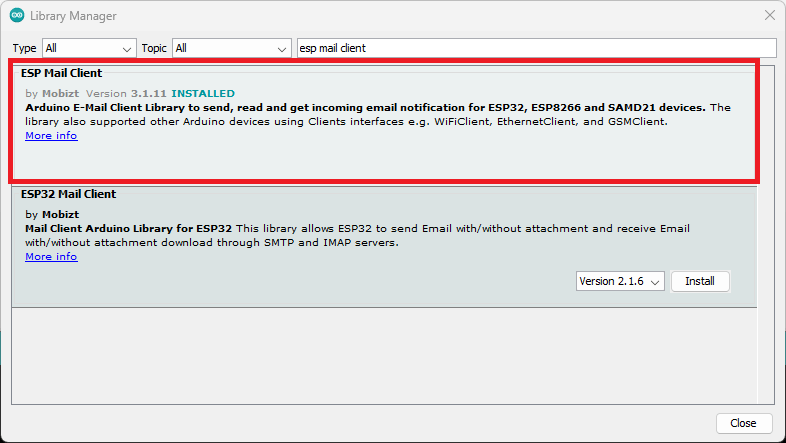 Library Manager
Type All Topic All esp mail client
ESP Mail Client
by Mobizt Version 3.1.11 INSTALLED
Arduino E-Mail Client Library to send, read and get incoming email notification for ESP32, ESP8266 and SAMD21 devices. The
library also supported other Arduino devices using Clients interfaces e.g. WiFiClient, EthernetClient, and GSMClient.
More info
ESP32 Mail Client
by Mobizt
Mail Client Arduino Library for ESP32 This library allows ESP32 to send Email with/without attachment and receive Email
with/without attachment download through SMTP and IMAP servers.
More info
Version 2.1.6 Install
Close